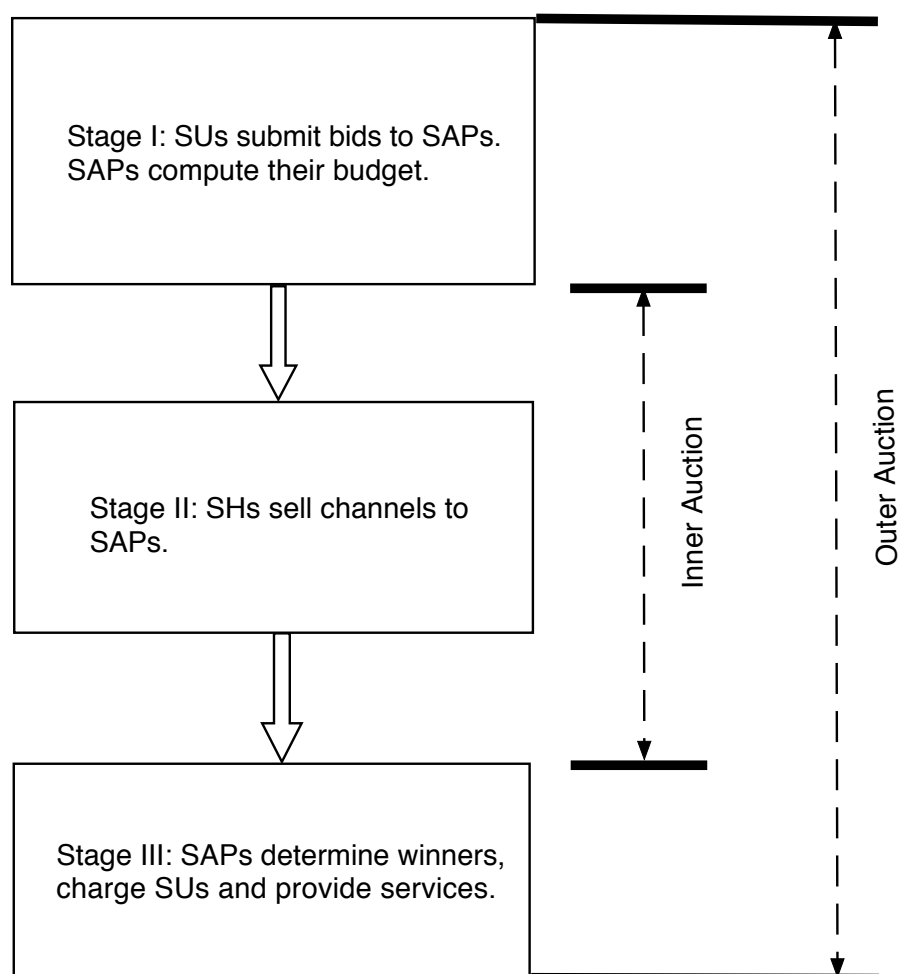 Stage I: SUs submit bids to SAPs.
SAPs compute their budget.
Stage II: SHs sell channels to
SAPs.
Inner Auction
Outer Auction
Stage III: SAPs determine winners,
charge SUs and provide services.